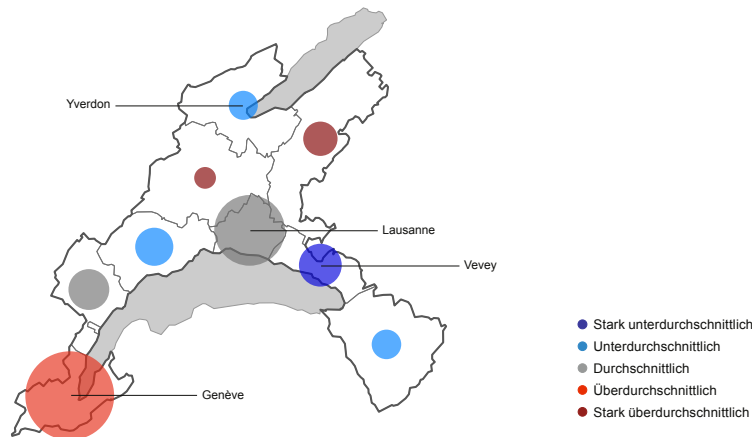 Yverdon
Lausanne
Vevey
Genève
Stark unterdurchschnittlich
Unterdurchschnittlich
Durchschnittlich
Überdurchschnittlich
Stark überdurchschnittlich